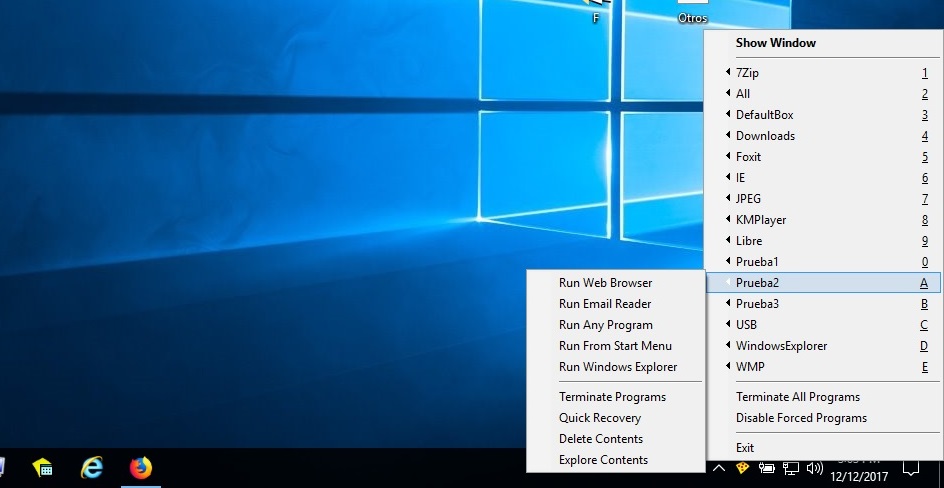 F
Otros
Show Window
7Zip 1
All 2
DefaultBox 3
Downloads 4
Foxit 5
IE 6
JPEG 7
KMPlayer 8
Libre 9
Prueba1 0
Prueba2 A
Prueba3 B
USB C
WindowsExplorer D
WMP E
Terminate All Programs
Disable Forced Programs
Exit
Run Web Browser
Run Email Reader
Run Any Program
Run From Start Menu
Run Windows Explorer
Terminate Programs
Quick Recovery
Delete Contents
Explore Contents
12/12/2017